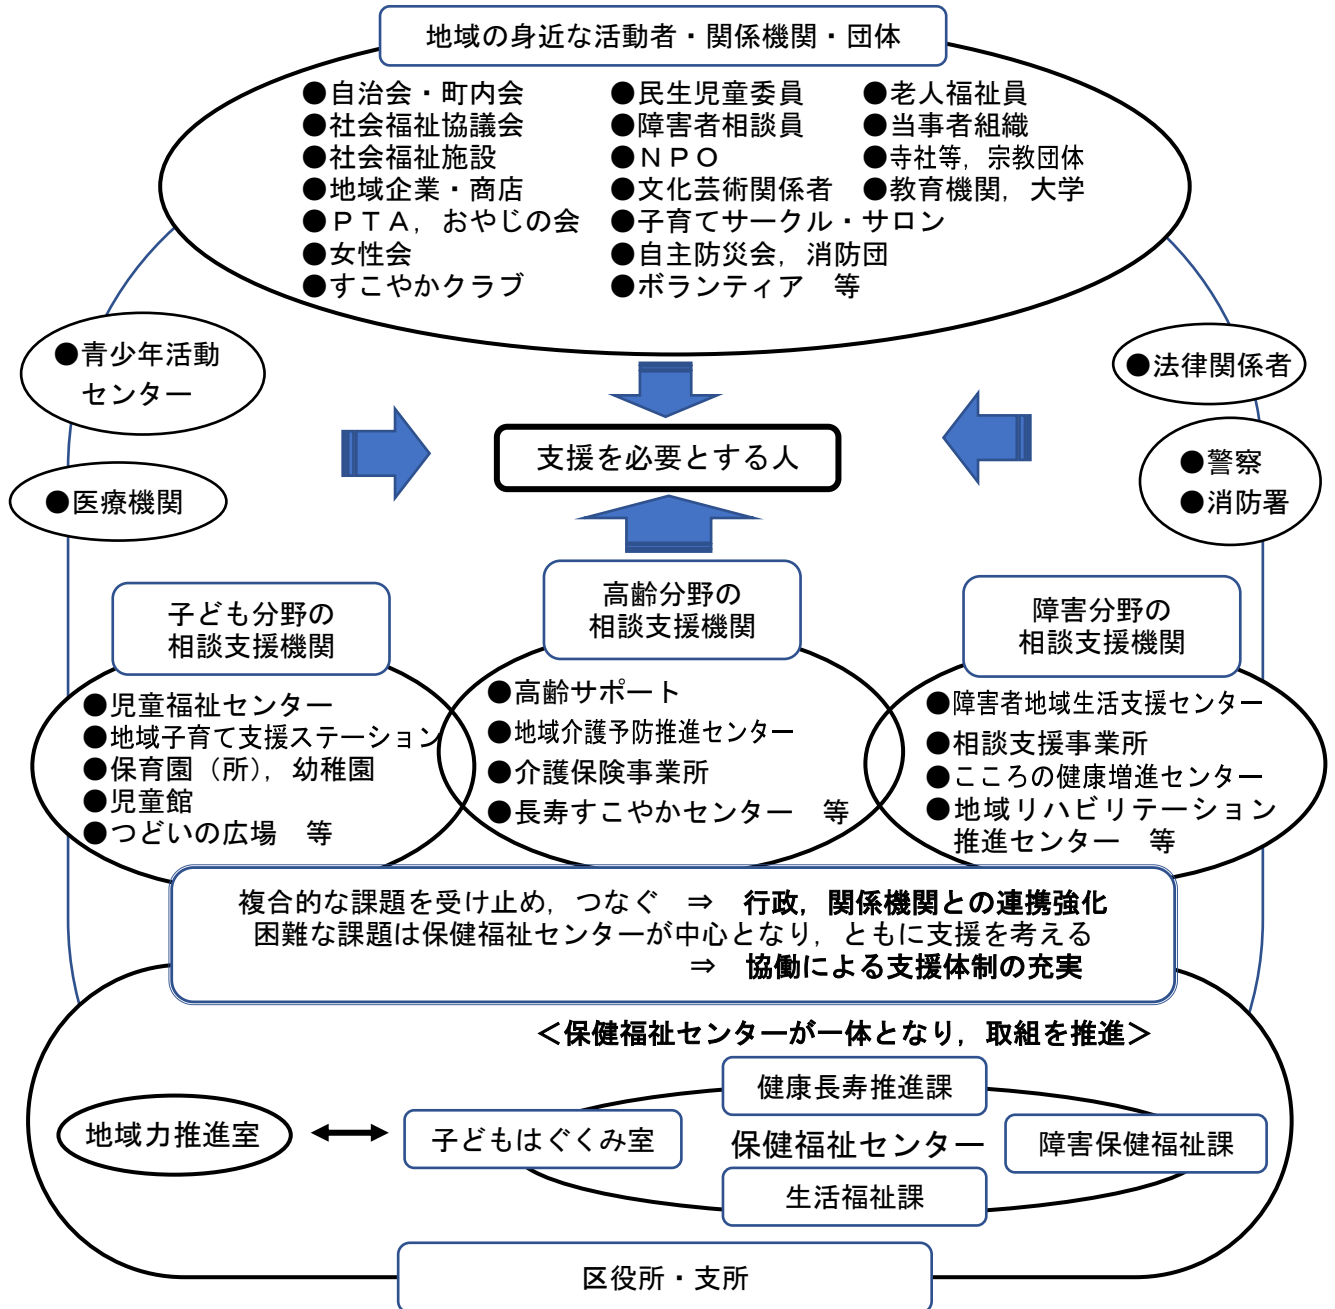 地域の身近な活動者・関係機関・団体
●自治会・町内会
●社会福祉協議会
●社会福祉施設
●地域企業・商店
●ＰＴＡ，おやじの会
●女性会
●すこやかクラブ
●民生児童委員
●障害者相談員
●ＮＰＯ
●文化芸術関係者
●子育てサークル・サロン
●自主防災会，消防団
●ボランティア　等
●老人福祉員
●当事者組織
●寺社等，宗教団体
●教育機関，大学
●青少年活動
センター
●医療機関
●法律関係者
●警察
●消防署
支援を必要とする人
子ども分野の
相談支援機関
●児童福祉センター
●地域子育て支援ステーション
●保育園（所），幼稚園
●児童館
●つどいの広場　等
高齢分野の
相談支援機関
●高齢サポート
●地域介護予防推進センター
●介護保険事業所
●長寿すこやかセンター　等
障害分野の
相談支援機関
●障害者地域生活支援センター
●相談支援事業所
●こころの健康増進センター
●地域リハビリテーション
推進センター　等
複合的な課題を受け止め，つなぐ　⇒　行政，関係機関との連携強化
困難な課題は保健福祉センターが中心となり，ともに支援を考える
⇒　協働による支援体制の充実
＜保健福祉センターが一体となり，取組を推進＞
地域力推進室
健康長寿推進課
子どもはぐくみ室
保健福祉センター
障害保健福祉課
生活福祉課
区役所・支所